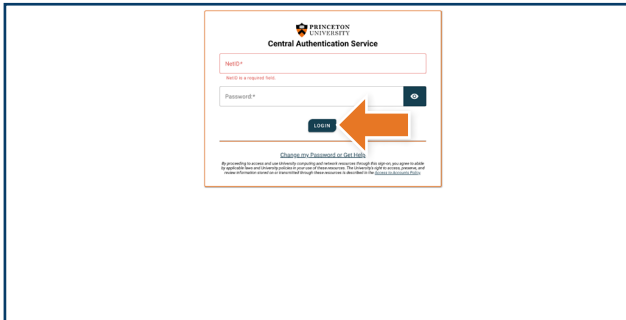 PRINCETON
UNIVERSITY
Central Authentication Service
NetID*
NetID is a required field.
Password:*
LOGIN
Change my Password or Get Help
By proceeding to access and use University computing and network resources through this sign-on, you agree to abide
by applicable laws and University policies in your use of these resources. The University's right to access, preserve, and
review information stored on or transmitted through these resources is described in the Access to Accounts Policy.